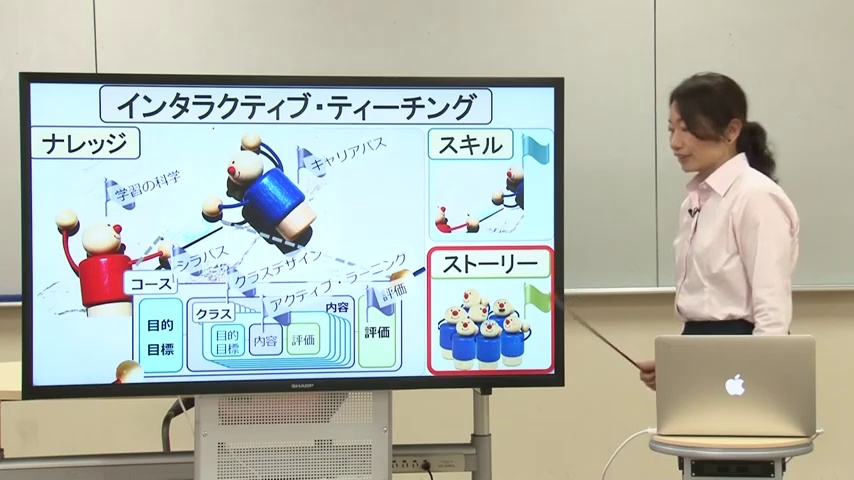 インタラクティブ・ティーチング
ナレッジ
スキル
学習の科学
キャリアパス
シラバス
クラスデザイン
アクティブ・ラーニング
評価
ストーリー
コース
目的
目標
クラス
目的
目標
内容
評価
内容
評価
SHARP